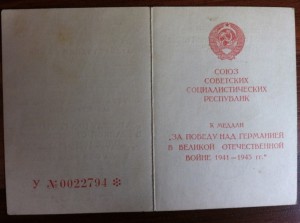 СОЮЗ
СОВЕТСКИХ
СОЦИАЛИСТИЧЕСКИХ
РЕСПУБЛИК
К МЕДАЛИ
„ЗА ПОБЕДУ НАД ГЕРМАНИЕЙ
В ВЕЛИКОЙ ОТЕЧЕСТВЕННОЙ
ВОЙНЕ 1941—1945 гг."
У №0022794 ✻